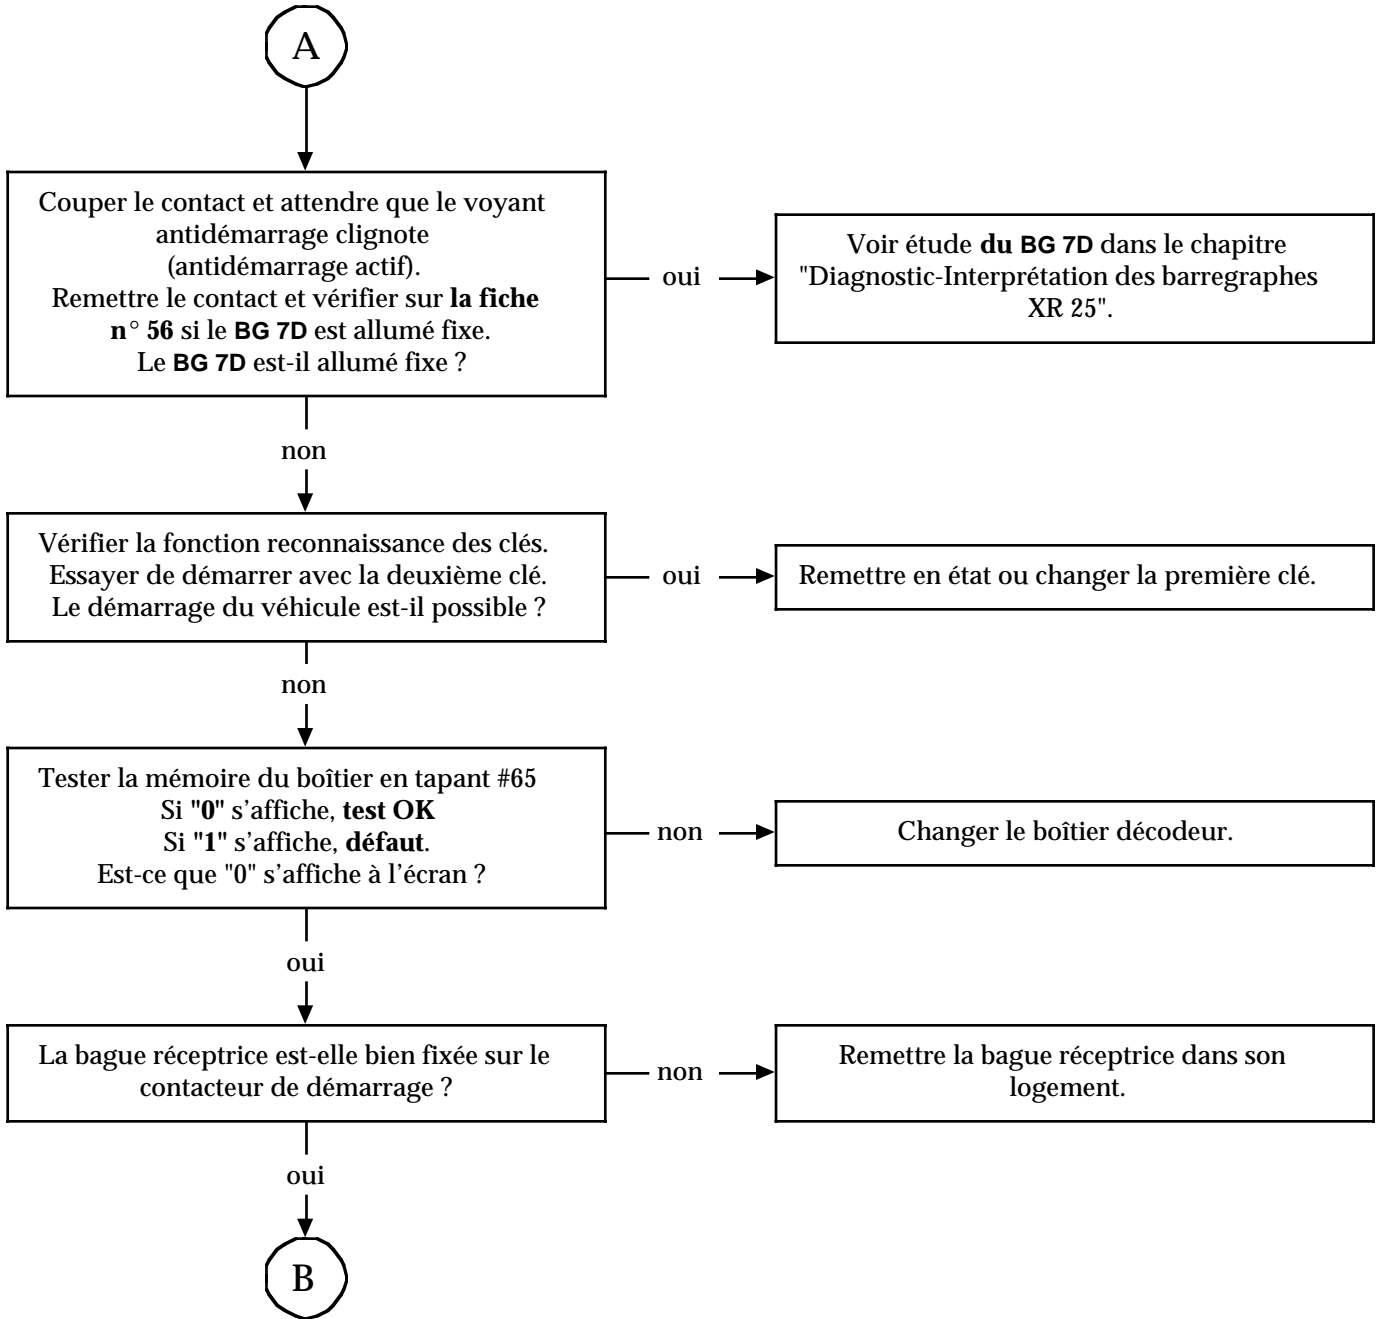 A
Couper le contact et attendre que le voyant
antidémarrage clignote
(antidémarrage actif).
Remettre le contact et vérifier sur la fiche
n° 56 si le BG 7D est allumé fixe.
Le BG 7D est-il allumé fixe ?
oui
Voir étude du BG 7D dans le chapitre
"Diagnostic-Interprétation des barregraphes
XR 25".
non
Vérifier la fonction reconnaissance des clés.
Essayer de démarrer avec la deuxième clé.
Le démarrage du véhicule est-il possible ?
oui
Remettre en état ou changer la première clé.
non
Tester la mémoire du boîtier en tapant #65
Si "0" s’affiche, test OK
Si "1" s’affiche, défaut.
Est-ce que "0" s’affiche à l’écran ?
non
Changer le boîtier décodeur.
oui
La bague réceptrice est-elle bien fixée sur le
contacteur de démarrage ?
non
Remettre la bague réceptrice dans son
logement.
oui
B